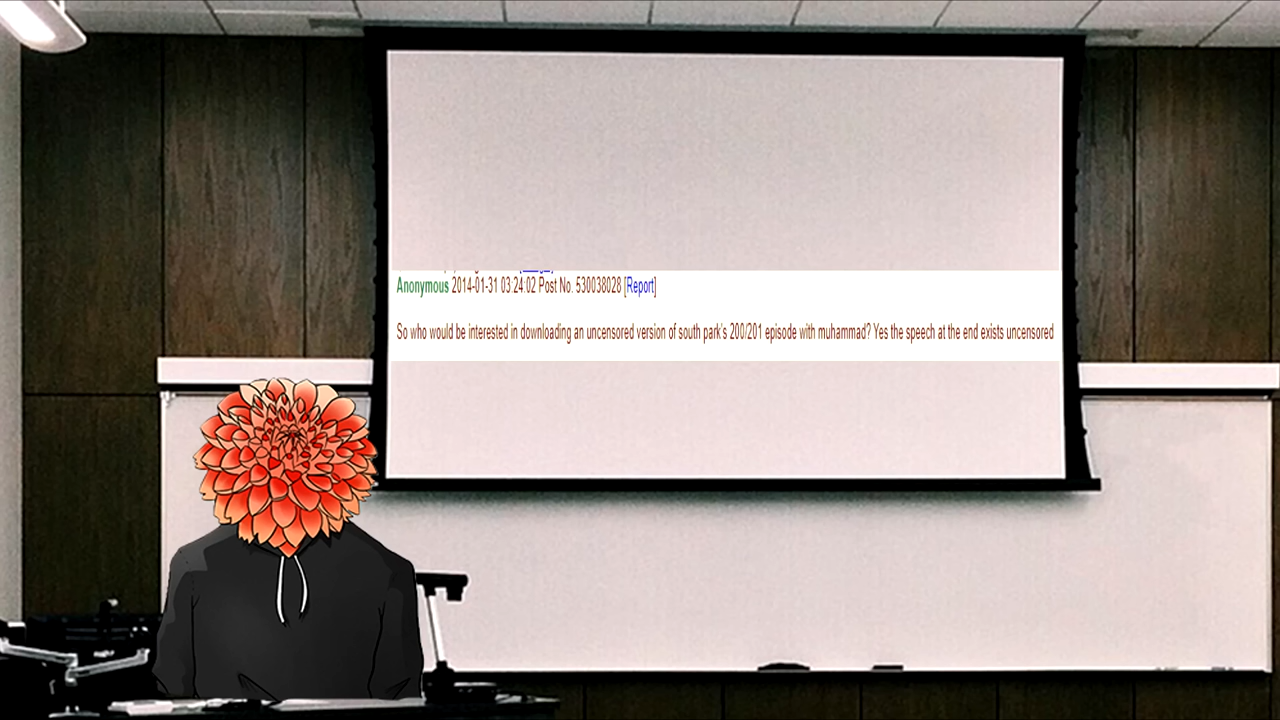 Anonymous 2014-01-31 03:24:02 Post No. 530038028 [Report]
So who would be interested in downloading an uncensored version of south park's 200/201 episode with muhammad? Yes the speech at the end exists uncensored